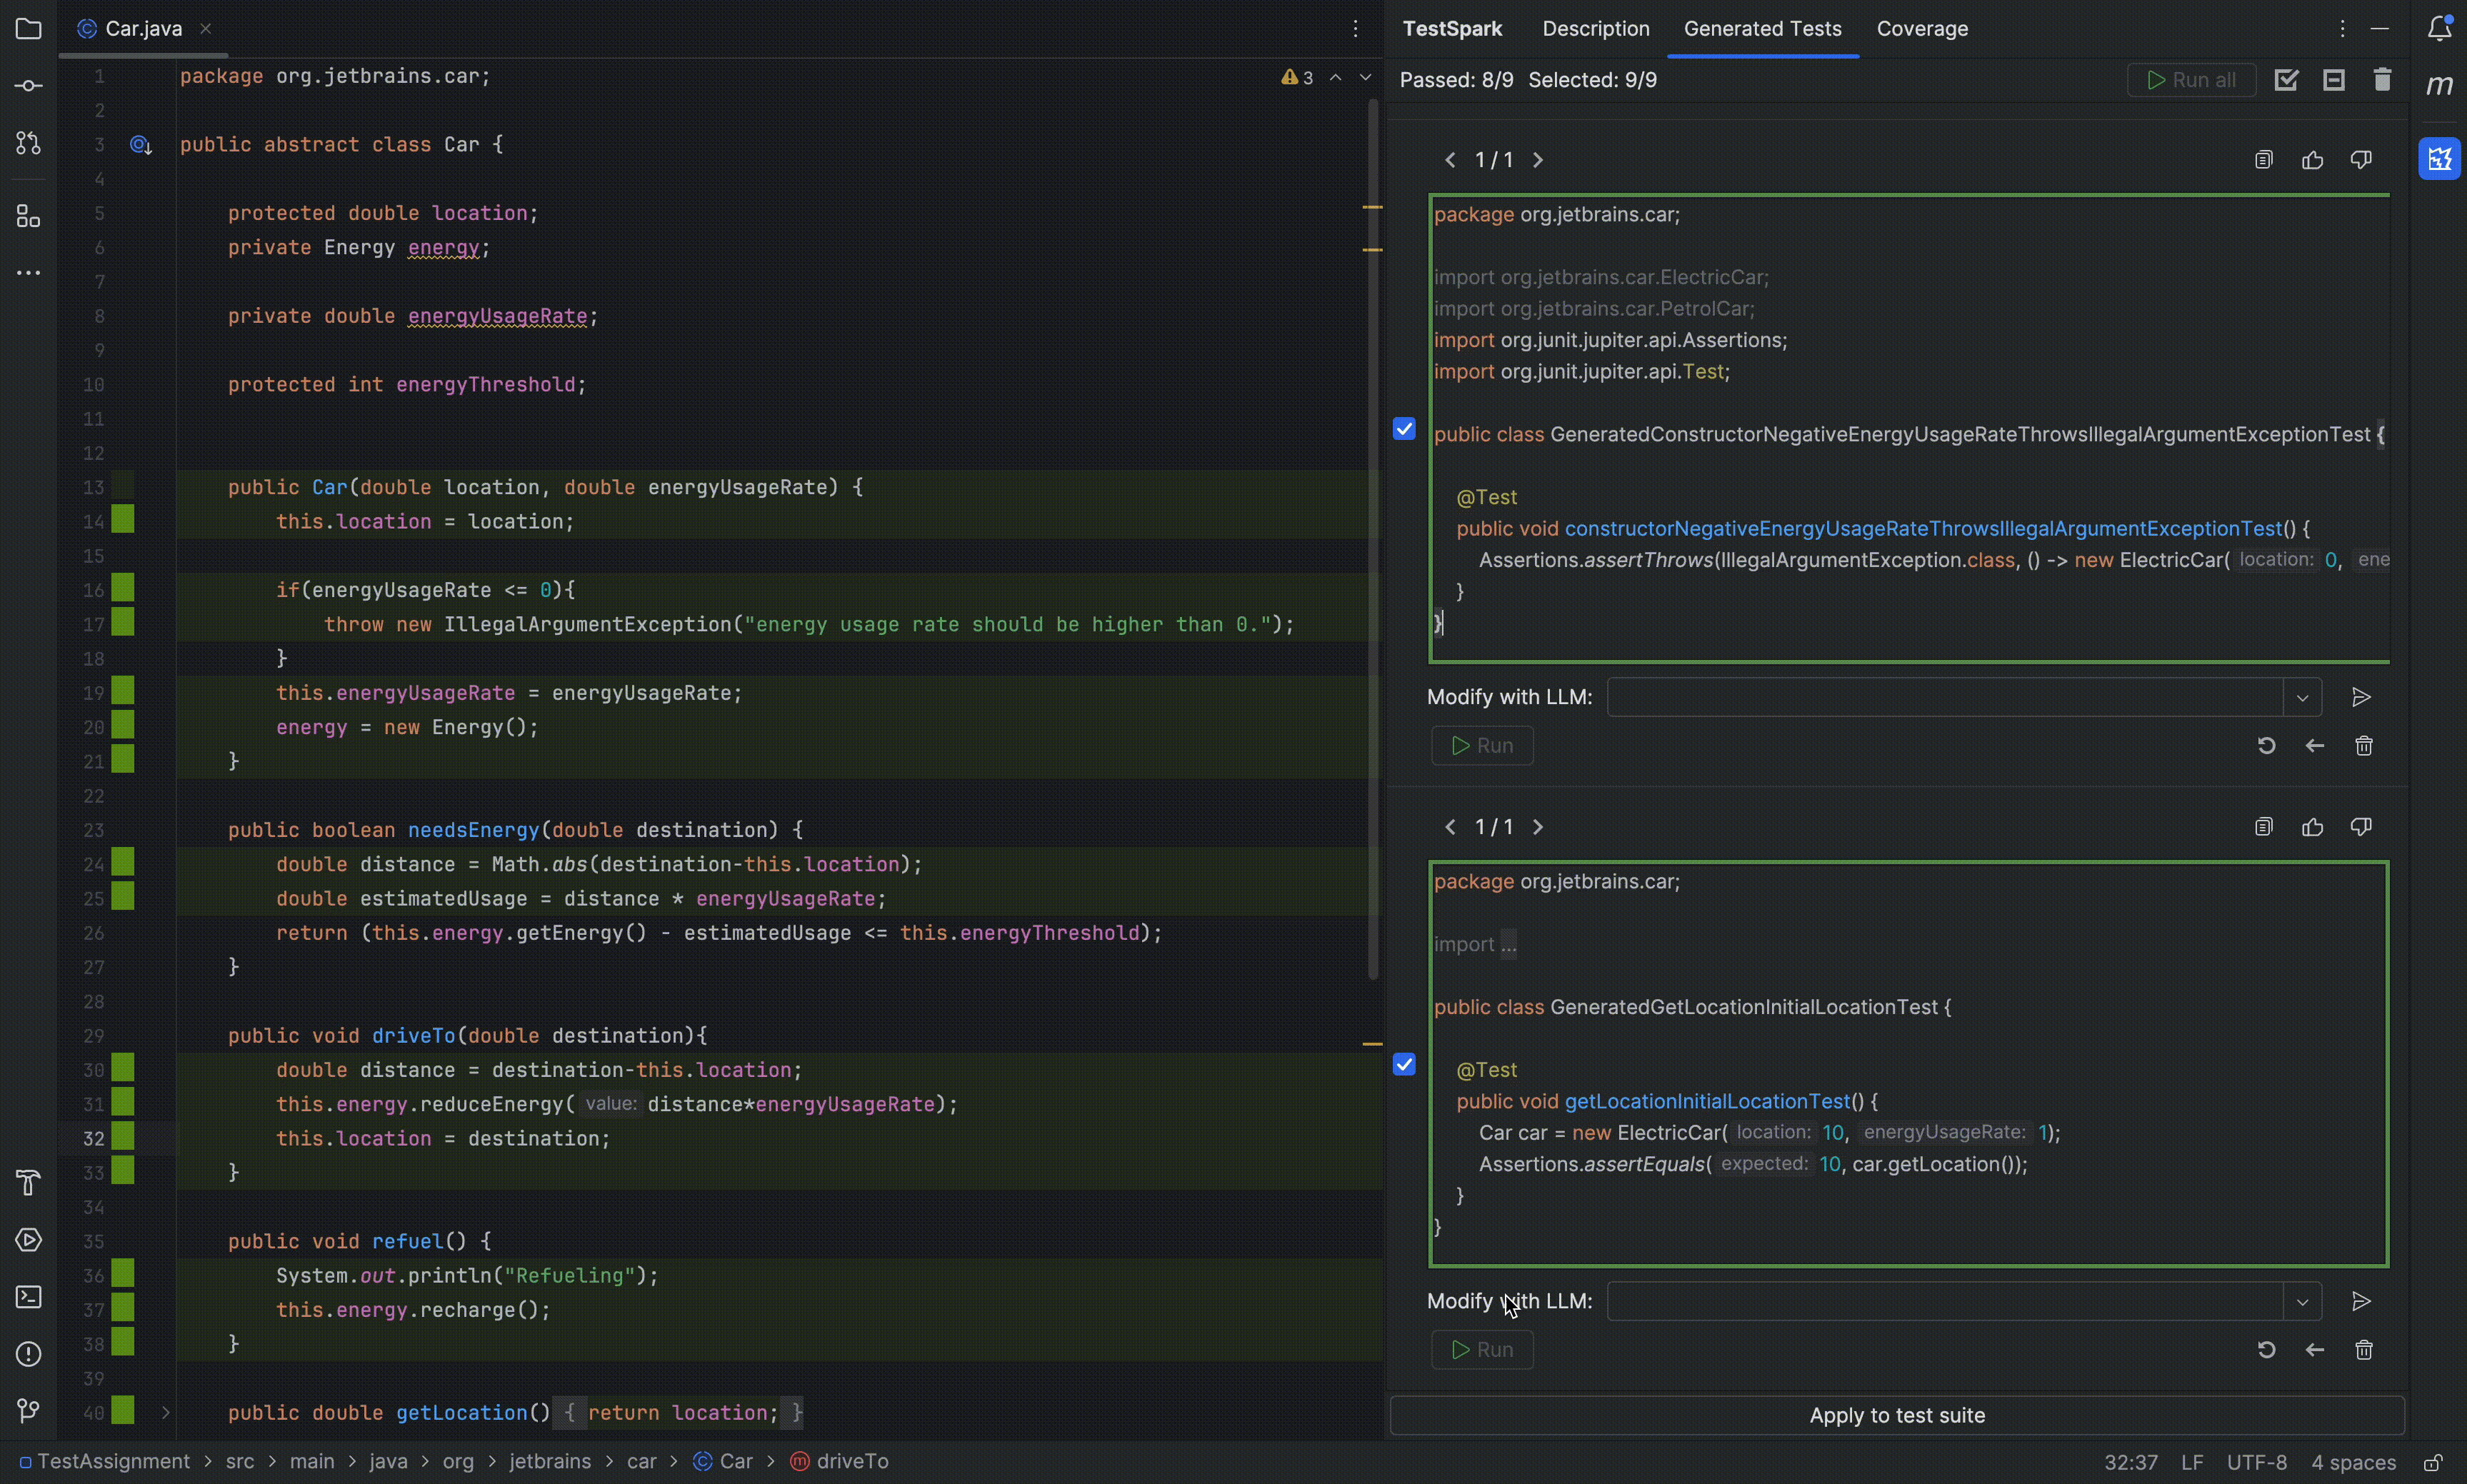 Car.java
TestSpark Description Generated Tests Coverage
1 package org.jetbrains.car;
3
2
3 public abstract class Car {
4
5 protected double location;
6 private Energy energy;
7
8 private double energyUsageRate;
9
10 protected int energyThreshold;
11
12
13 public Car(double location, double energyUsageRate) {
14 this.location = location;
15
16 if(energyUsageRate <= 0){
17 throw new IllegalArgumentException("energy usage rate should be higher than 0.");
18 }
19 this.energyUsageRate = energyUsageRate;
20 energy = new Energy();
21 }
22
23 public boolean needsEnergy(double destination) {
24 double distance = Math.abs(destination-this.location);
25 double estimatedUsage = distance * energyUsageRate;
26 return (this.energy.getEnergy() - estimatedUsage <= this.energyThreshold);
27 }
28
29 public void driveTo(double destination){
30 double distance = destination-this.location;
31 this.energy.reduceEnergy( value: distance*energyUsageRate);
32 this.location = destination;
33 }
34
35 public void refuel() {
36 System.out.println("Refueling");
37 this.energy.recharge();
38 }
39
40 public double getLocation() { return location; }
Passed: 8/9 Selected: 9/9 Run all
m
1 / 1
package org.jetbrains.car;
import org.jetbrains.car.ElectricCar;
import org.jetbrains.car.PetrolCar;
import org.junit.jupiter.api.Assertions;
import org.junit.jupiter.api.Test;
public class GeneratedConstructorNegativeEnergyUsageRateThrowsIllegalArgumentExceptionTest {
@Test
public void constructorNegativeEnergyUsageRateThrowsIllegalArgumentExceptionTest() {
Assertions.assertThrows(IllegalArgumentException.class, () -> new ElectricCar( location: 0, ene
}
}
Modify with LLM:
Run
1 / 1
package org.jetbrains.car;
import ...
public class GeneratedGetLocationInitialLocationTest {
@Test
public void getLocationInitialLocationTest() {
Car car = new ElectricCar( location: 10, energyUsageRate: 1);
Assertions.assertEquals( expected: 10, car.getLocation());
}
}
Modify with LLM:
Run
Apply to test suite
TestAssignment > src > main > java > org > jetbrains > car > Car > driveTo
32:37 LF UTF-8 4 spaces